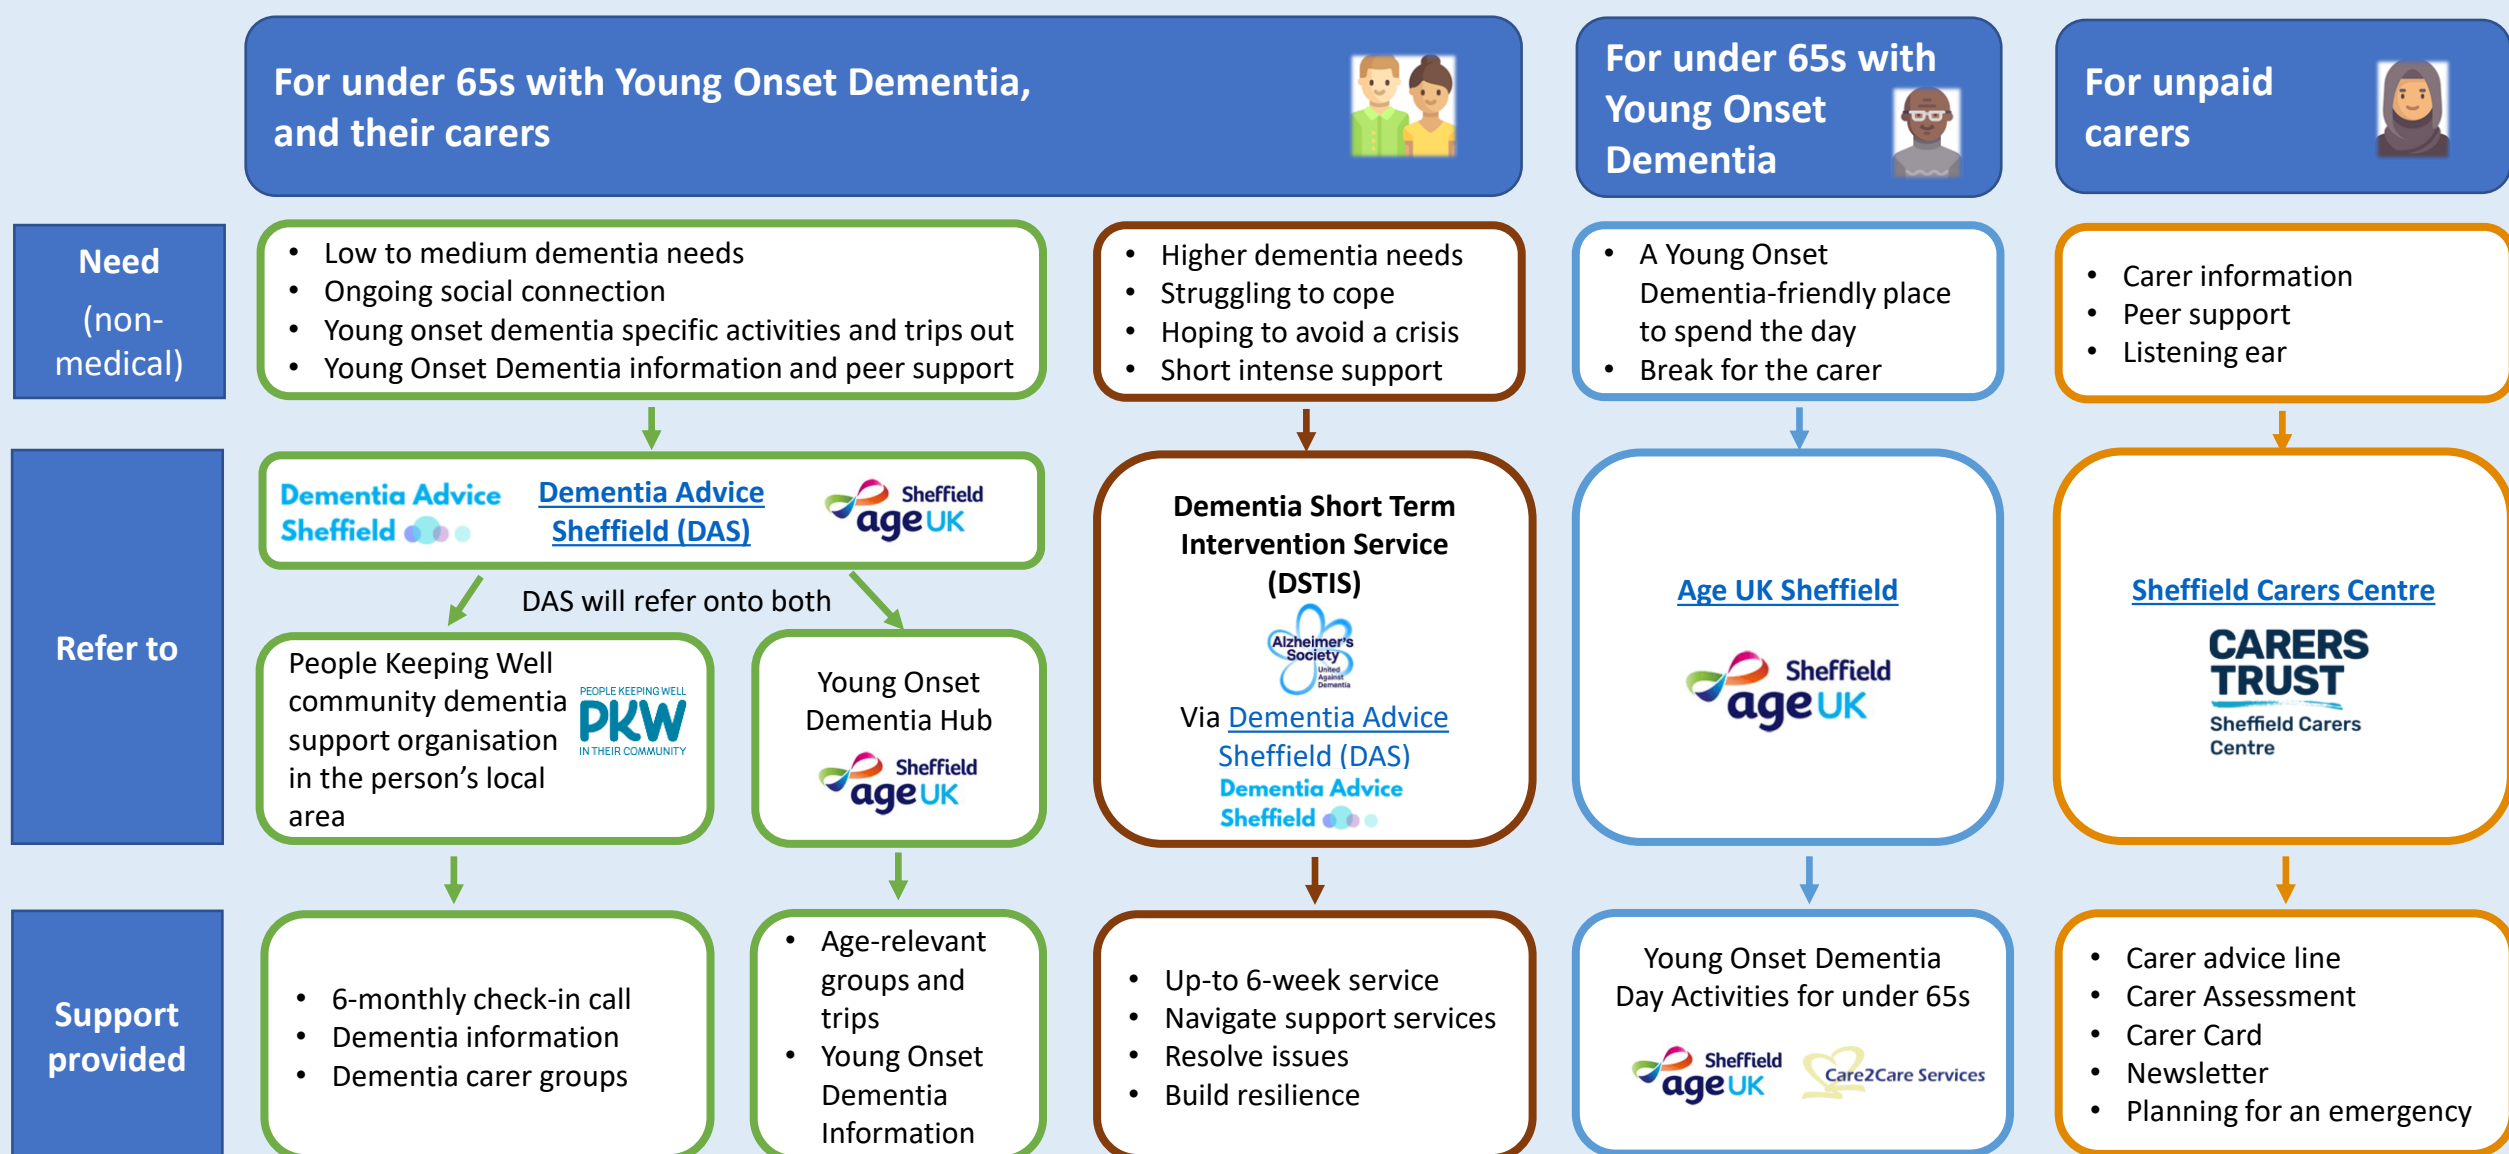 For under 65s with Young Onset Dementia,
and their carers
For under 65s with
Young Onset
Dementia
For unpaid
carers
Need
(non-
medical)
• Low to medium dementia needs
• Ongoing social connection
• Young onset dementia specific activities and trips out
• Young Onset Dementia information and peer support
• Higher dementia needs
• Struggling to cope
• Hoping to avoid a crisis
• Short intense support
• A Young Onset
Dementia-friendly place
to spend the day
• Break for the carer
• Carer information
• Peer support
• Listening ear
Refer to
Dementia Advice
Sheffield
Dementia Advice
Sheffield (DAS)
Sheffield
age UK
DAS will refer onto both
People Keeping Well
community dementia
support organisation
in the person's local
area
PEOPLE KEEPING WELL
PKW
IN THEIR COMMUNITY
Young Onset
Dementia Hub
Sheffield
age UK
Dementia Short Term
Intervention Service
(DSTIS)
Alzheimer's
Society
United
Against
Dementia
Via Dementia Advice
Sheffield (DAS)
Dementia Advice
Sheffield
Age UK Sheffield
Sheffield
age UK
Sheffield Carers Centre
CARERS
TRUST
Sheffield Carers
Centre
Support
provided
• 6-monthly check-in call
• Dementia information
• Dementia carer groups
• Age-relevant
groups and
trips
• Young Onset
Dementia
Information
• Up-to 6-week service
• Navigate support services
• Resolve issues
• Build resilience
Young Onset Dementia
Day Activities for under 65s
Sheffield
age UK
Care2Care Services
• Carer advice line
• Carer Assessment
• Carer Card
• Newsletter
• Planning for an emergency